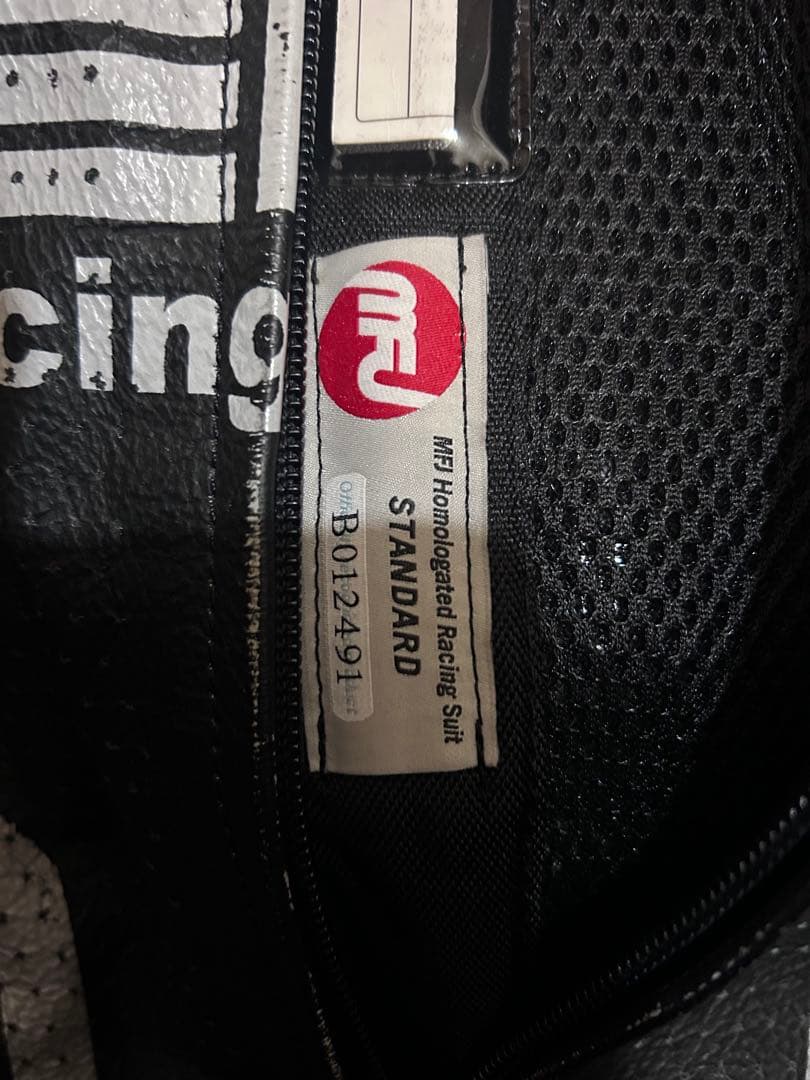 cing
MFJ
MFJ Homologated Racing Suit
STANDARD
B012491